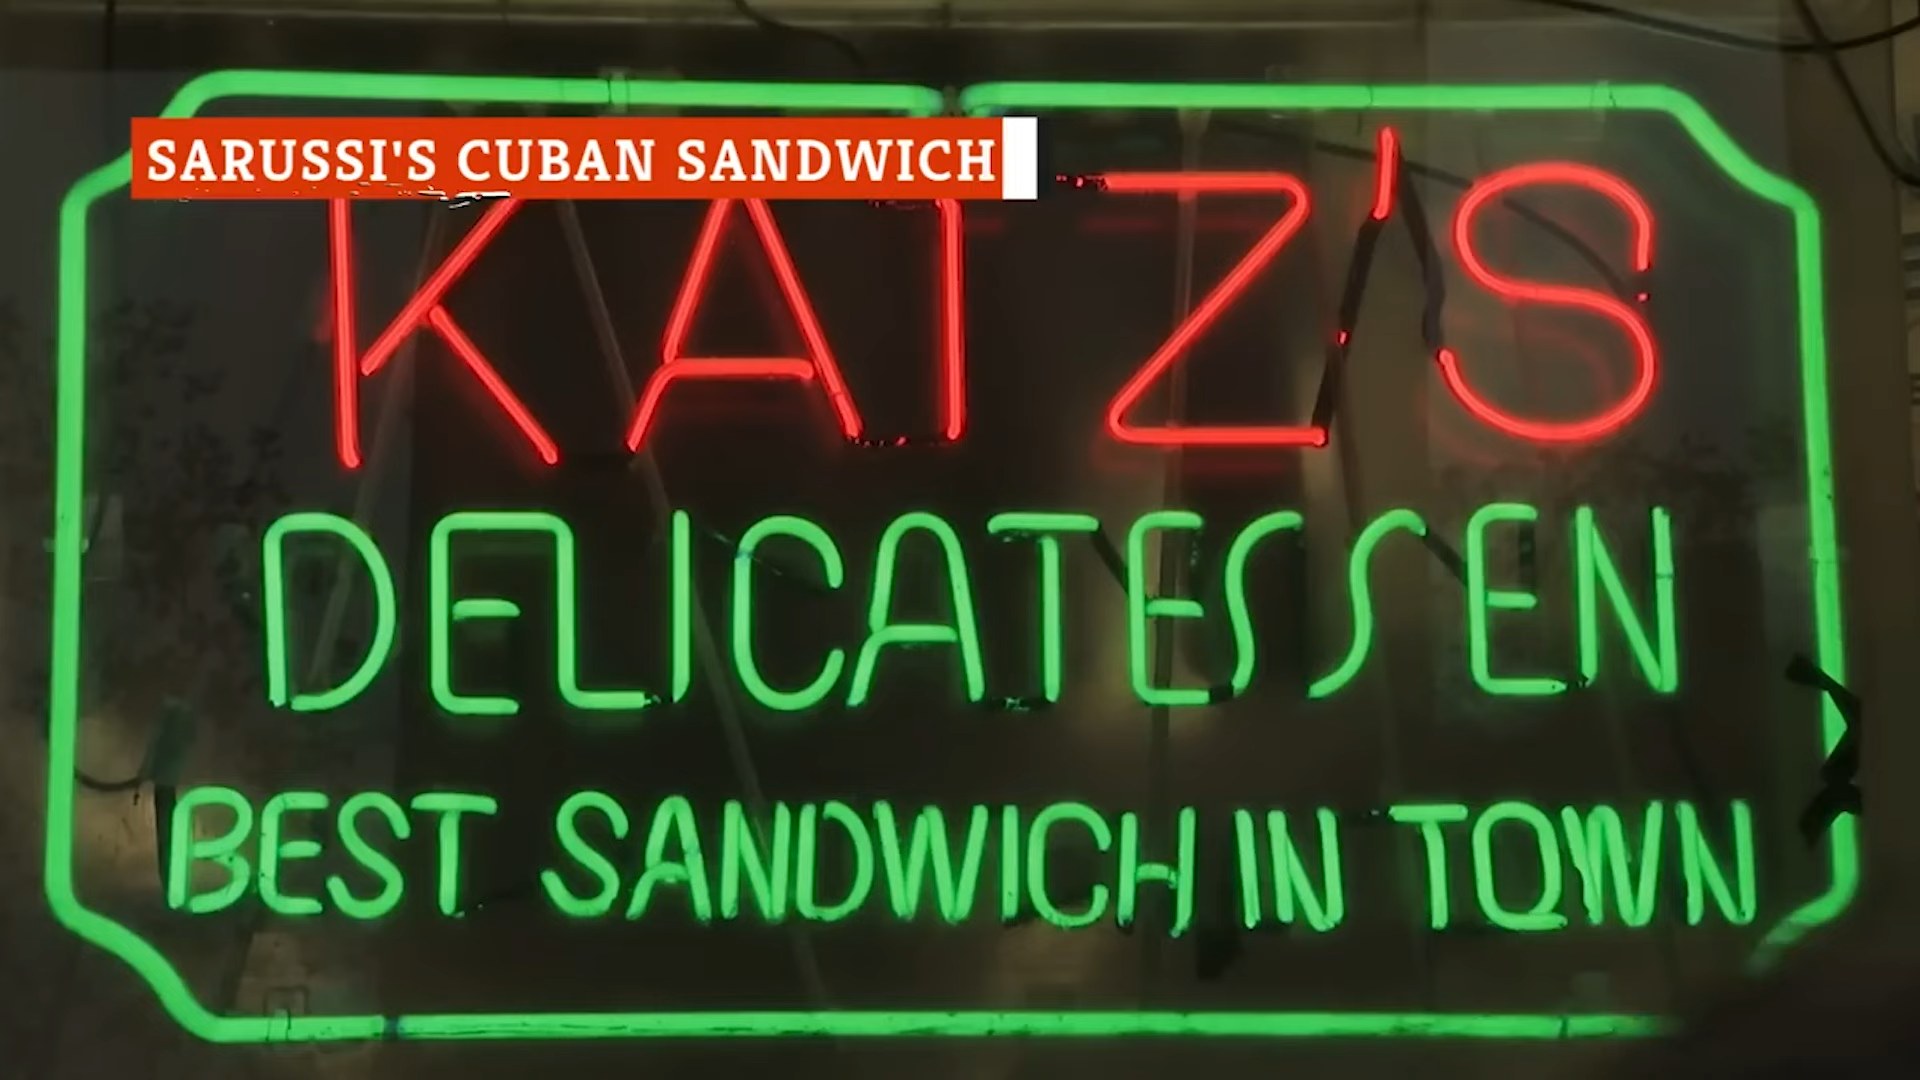 SARUSSI'S CUBAN SANDWICH
KATZ'S
DELICATESSEN
BEST SANDWICH IN TOWN